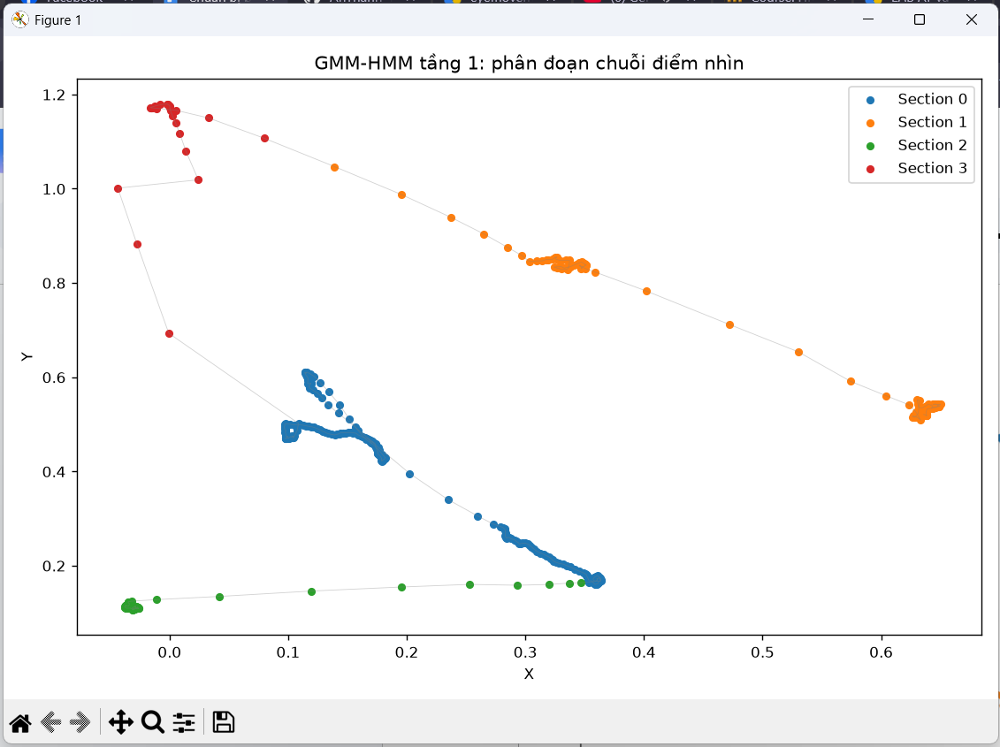 Figure 1
GMM-HMM tầng 1: phân đoạn chuỗi điểm nhìn
Section 0
Section 1
Section 2
Section 3
Y
1.2
1.0
0.8
0.6
0.4
0.2
0.0 0.1 0.2 0.3 0.4 0.5 0.6
X